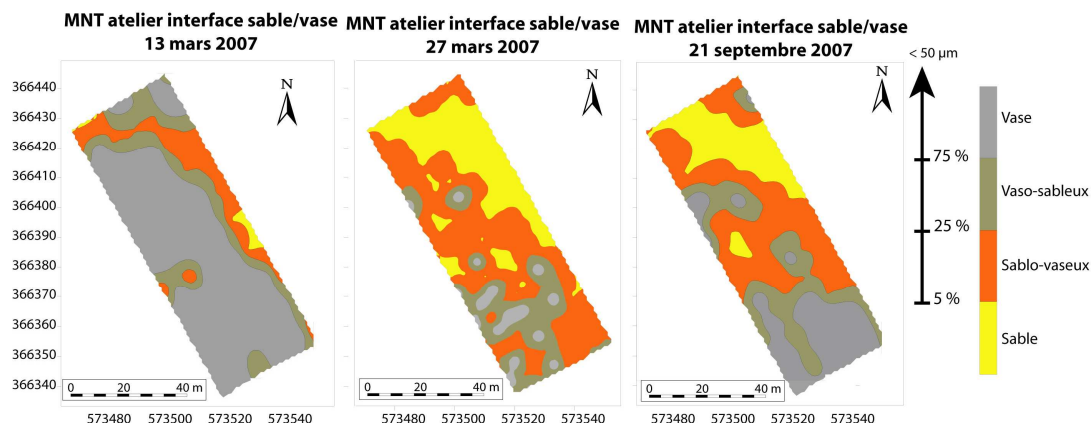 MNT atelier interface sable/vase
13 mars 2007
MNT atelier interface sable/vase
27 mars 2007
MNT atelier interface sable/vase
21 septembre 2007
< 50 µm
N
N
N
366440
366430
366420
366410
366400
366390
366380
366370
366360
366350
366340
75 %
25 %
5 %
Vase
Vaso-sableux
Sablo-vaseux
Sable
0 20 40 m
0 20 40 m
0 20 40 m
573480 573500 573520 573540
573480 573500 573520 573540
573480 573500 573520 573540